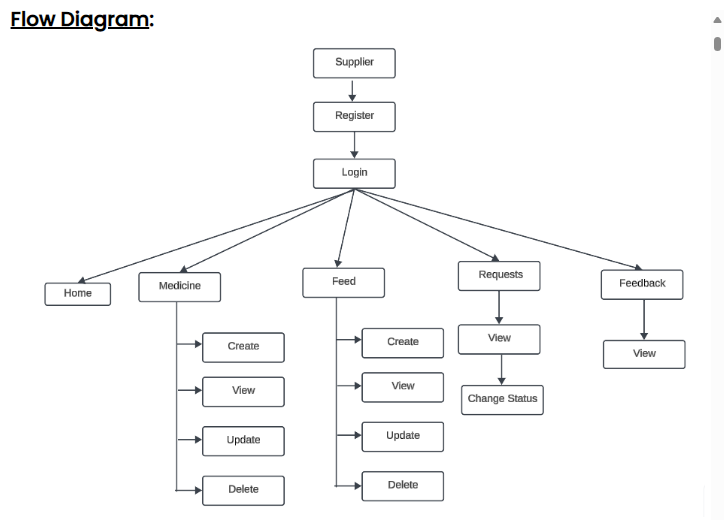 Flow Diagram:
Supplier
Register
Login
Home
Medicine
Feed
Requests
Feedback
Create
View
Update
Delete
Create
View
Update
Delete
View
Change Status
View